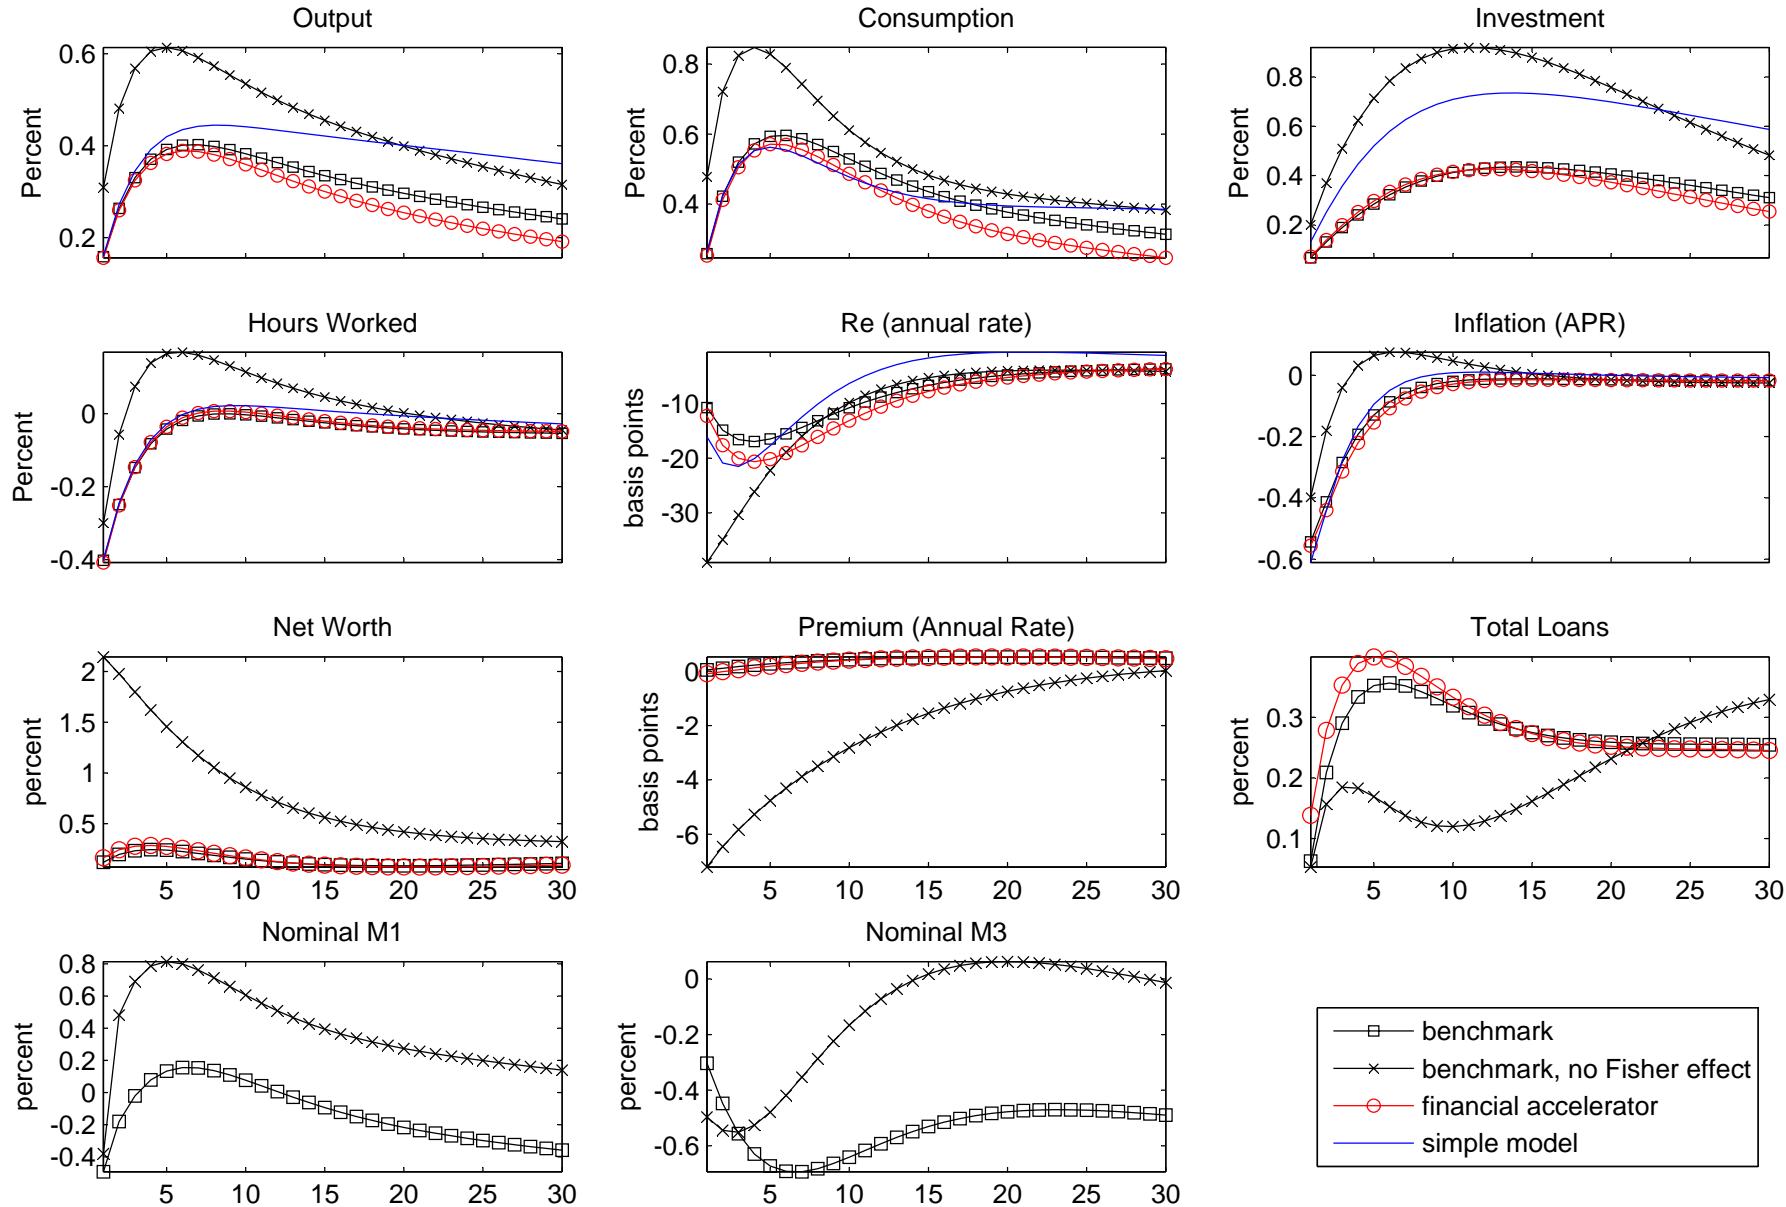 Output
Consumption
Investment
Percent
0.6
0.4
0.2
Percent
0.8
0.6
0.4
Percent
0.8
0.6
0.4
0.2
Hours Worked
Re (annual rate)
Inflation (APR)
Percent
0
-0.2
-0.4
basis points
-10
-20
-30
0
-0.2
-0.4
-0.6
Net Worth
Premium (Annual Rate)
Total Loans
percent
2
1.5
1
0.5
5 10 15 20 25 30
basis points
0
-2
-4
-6
percent
0.3
0.2
0.1
5 10 15 20 25 30
Nominal M1
Nominal M3
percent
0.8
0.6
0.4
0.2
0
-0.2
-0.4
5 10 15 20 25 30
percent
0
-0.2
-0.4
-0.6
5 10 15 20 25 30
benchmark
benchmark, no Fisher effect
financial accelerator
simple model